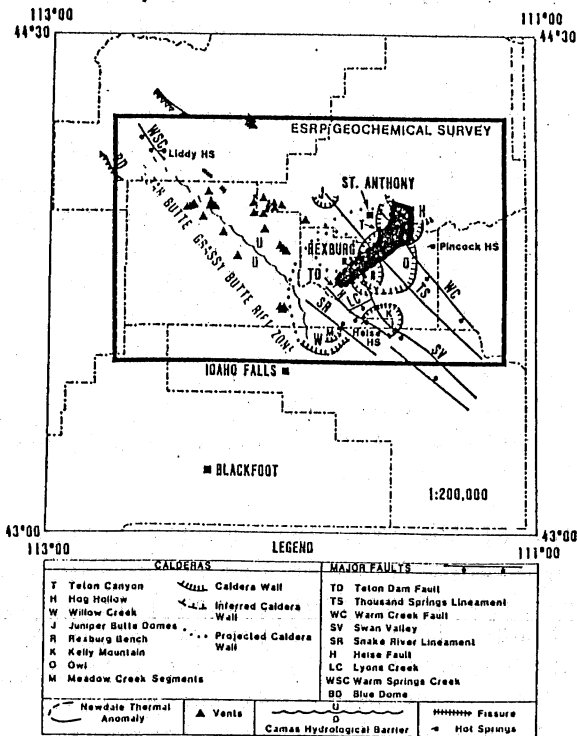 113°00
111°00
44°30
44°30
ESRP GEOCHEMICAL SURVEY
WSC
Liddy HS
BD
J
ST. ANTHONY
H
T
BUTTE GRASSY BUTTE RIFT ZONE
U
D
REXBURG
Pincock HS
R
O
TD
H
LC
SR
TS
WC
K
M
Heise
HS
W
SV
IDAHO FALLS
BLACKFOOT
1:200,000
43°00
43°00
113°00
LEGEND
111°00
CALDERAS
T Teton Canyon
H Hog Hollow
W Willow Creek
J Juniper Butte Domes
R Rexburg Bench
K Kelly Mountain
O Owl
M Meadow Creek Segments
Caldera Wall
Inferred Caldera
Wall
Projected Caldera
Wall
MAJOR FAULTS
TD Teton Dam Fault
TS Thousand Springs Lineament
WC Warm Creek Fault
SV Swan Valley
SR Snake River Lineament
H Heise Fault
LC Lyons Creek
WSC Warm Springs Creek
BD Blue Dome
Newdale Thermal
Anomaly
Vents
U
D
Camas Hydrological Barrier
Fissure
Hot Springs